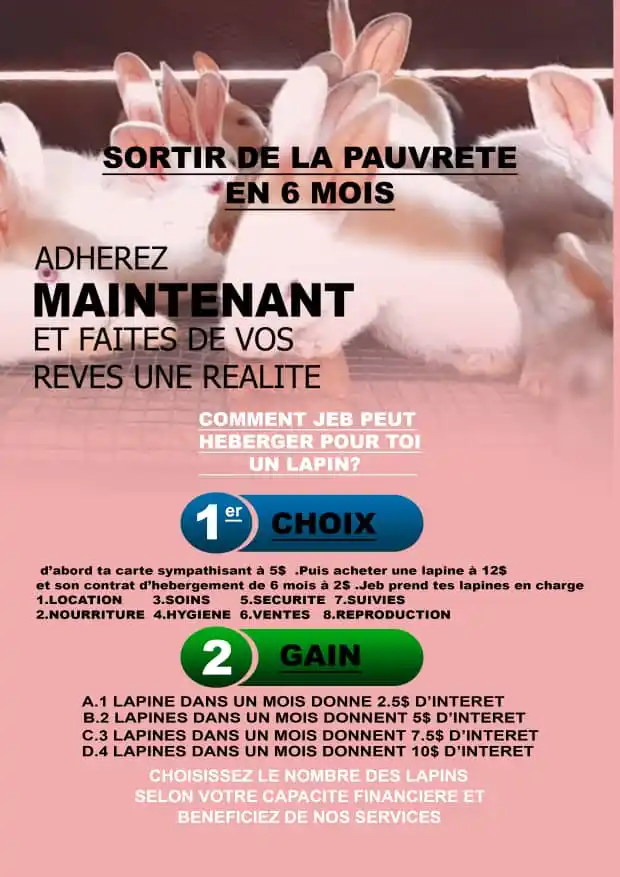 SORTIR DE LA PAUVRETE
EN 6 MOIS
ADHEREZ
MAINTENANT
ET FAITES DE VOS
REVES UNE REALITE
COMMENT JEB PEUT
HEBERGER POUR TOI
UN LAPIN?
1er CHOIX
d'abord ta carte sympathisant à 5$ .Puis acheter une lapine à 12$
et son contrat d'hebergement de 6 mois à 2$ .Jeb prend tes lapines en charge
1.LOCATION 3.SOINS 5.SECURITE 7.SUIVIES
2.NOURRITURE 4.HYGIENE 6.VENTES 8.REPRODUCTION
2 GAIN
A.1 LAPINE DANS UN MOIS DONNE 2.5$ D'INTERET
B.2 LAPINES DANS UN MOIS DONNENT 5$ D'INTERET
C.3 LAPINES DANS UN MOIS DONNENT 7.5$ D'INTERET
D.4 LAPINES DANS UN MOIS DONNENT 10$ D'INTERET
CHOISISSEZ LE NOMBRE DES LAPINS
SELON VOTRE CAPACITE FINANCIERE ET
BENEFICIEZ DE NOS SERVICES